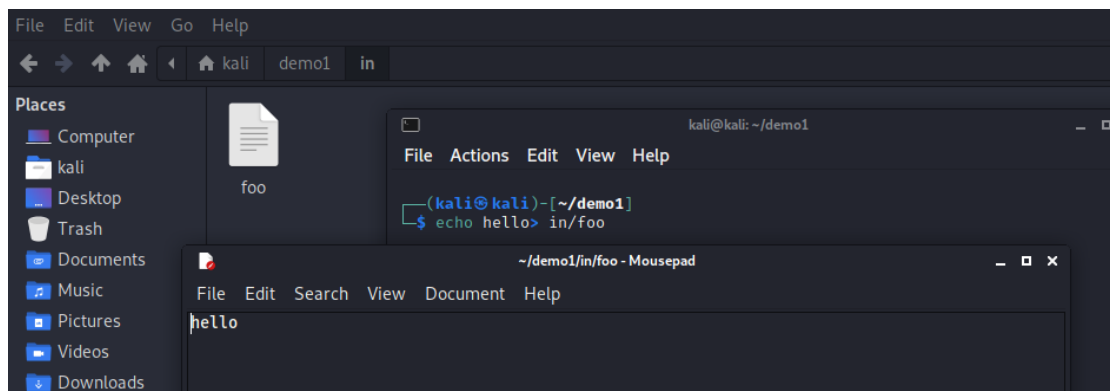 File Edit View Go Help
kali demo1 in
Places
Computer
kali
Desktop
Trash
Documents
Music
Pictures
Videos
Downloads
foo
kali@kali: ~/demo1
File Actions Edit View Help
(kali㉿kali)-[~/demo1]
$ echo hello> in/foo
~/demo1/in/foo - Mousepad
File Edit Search View Document Help
hello